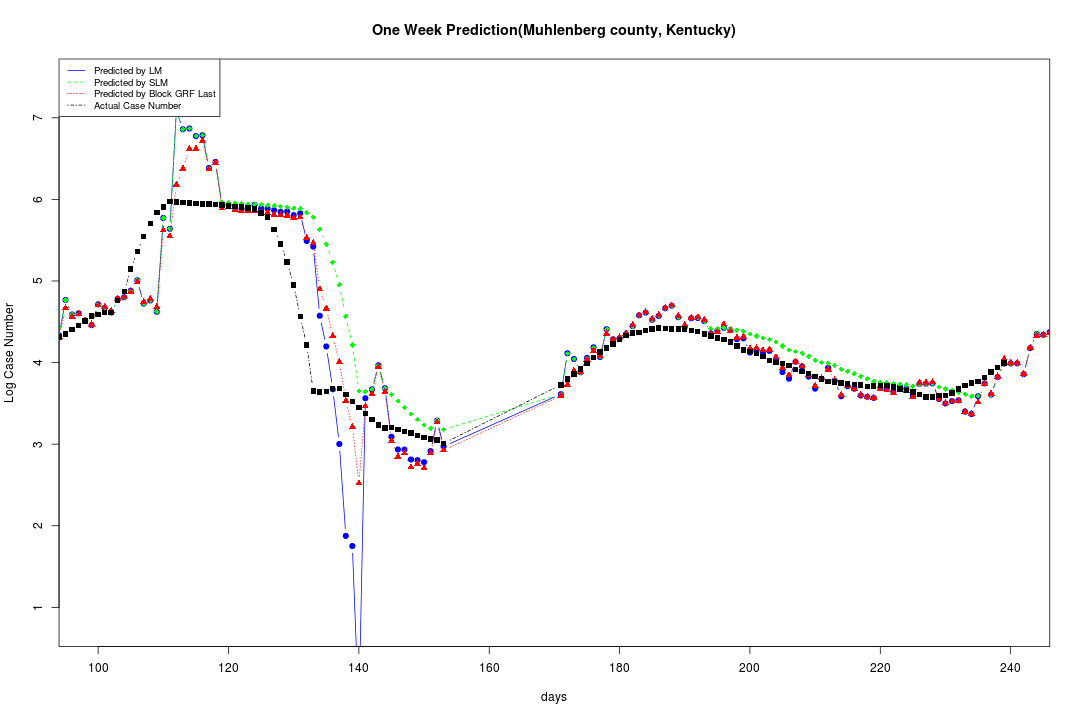 One Week Prediction(Muhlenberg county, Kentucky)
Predicted by LM
Predicted by SLM
Predicted by Block GRF Last
Actual Case Number
Log Case Number
7
6
5
4
3
2
1
100 120 140 160 180 200 220 240
days